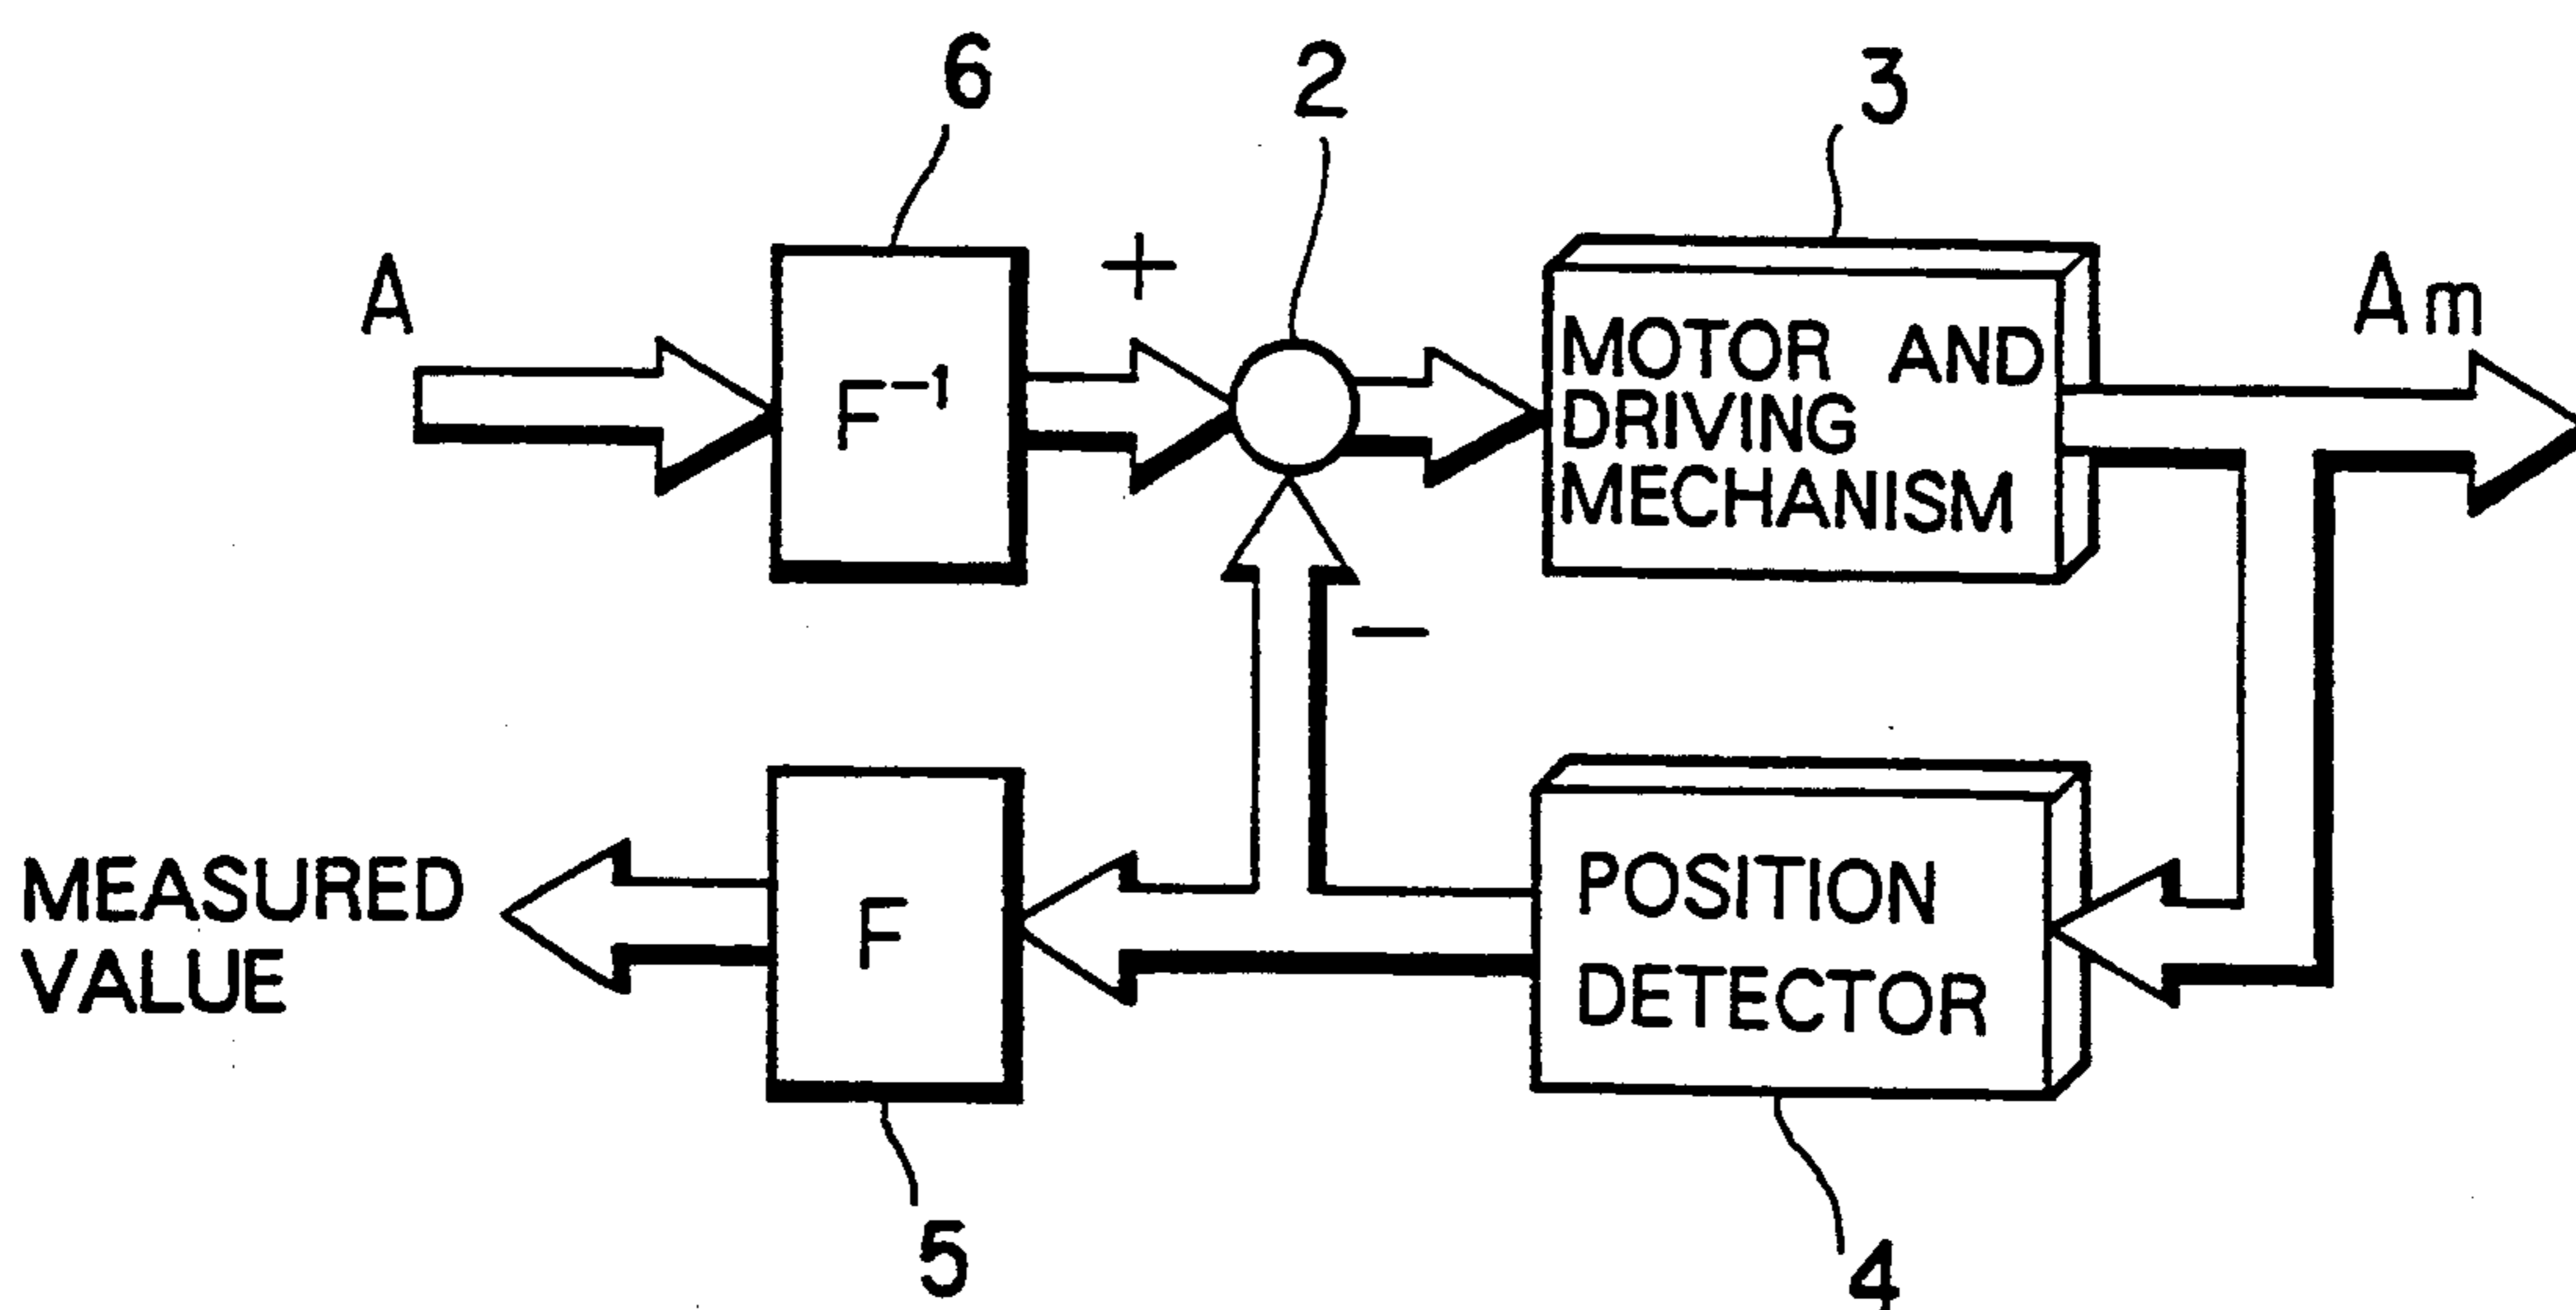 6
2
3
A
F⁻¹
+
MOTOR AND
DRIVING
MECHANISM
Am
−
MEASURED
VALUE
F
POSITION
DETECTOR
5
4